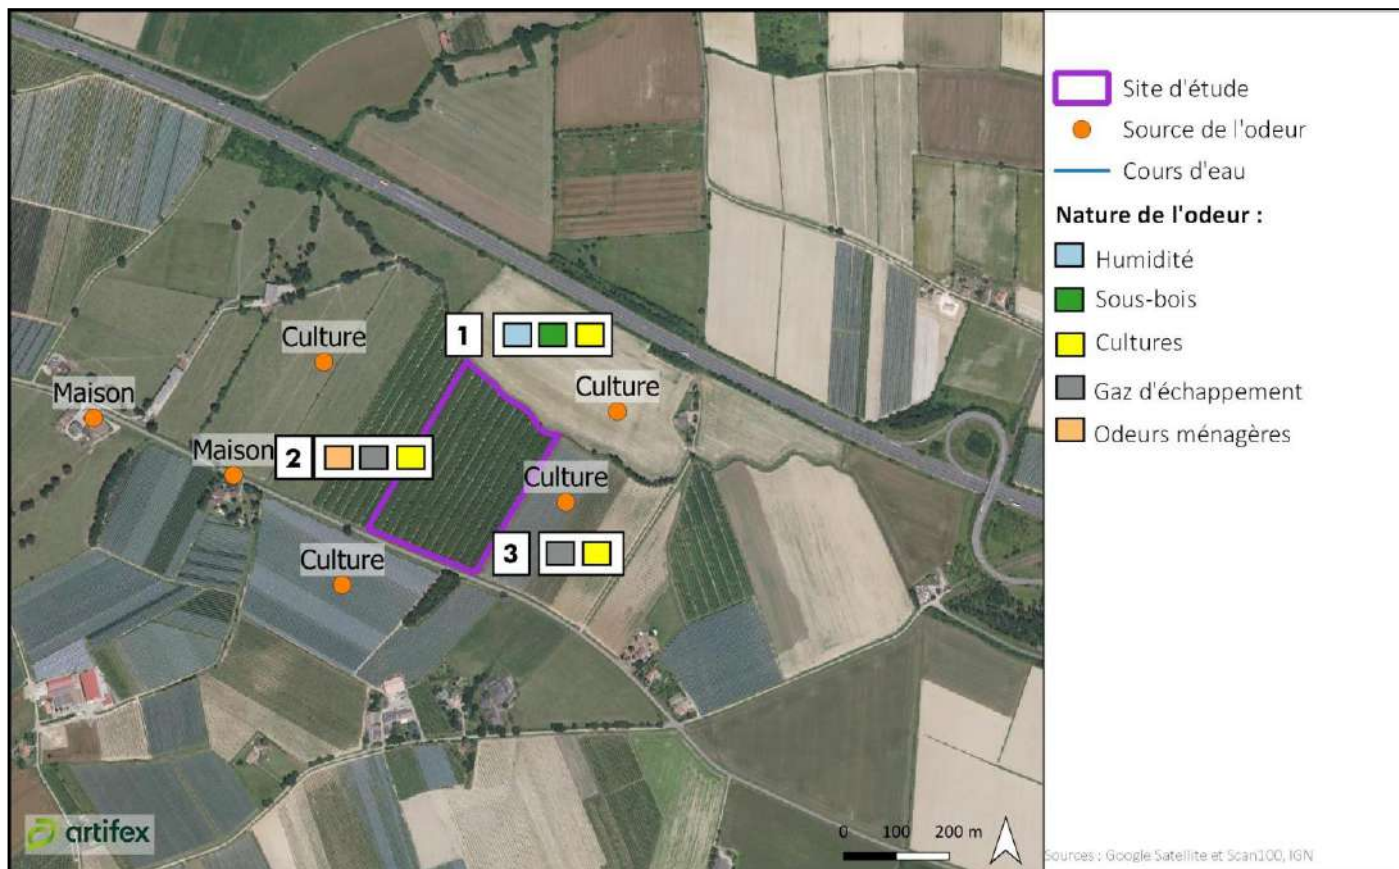 Site d'étude
Source de l'odeur
Cours d'eau
Nature de l'odeur :
Humidité
Sous-bois
Cultures
Gaz d'échappement
Odeurs ménagères
1
Culture
Culture
Maison
Maison
2
Culture
Culture
3
artifex
0 100 200 m
Sources : Google Satellite et Scan100, IGN